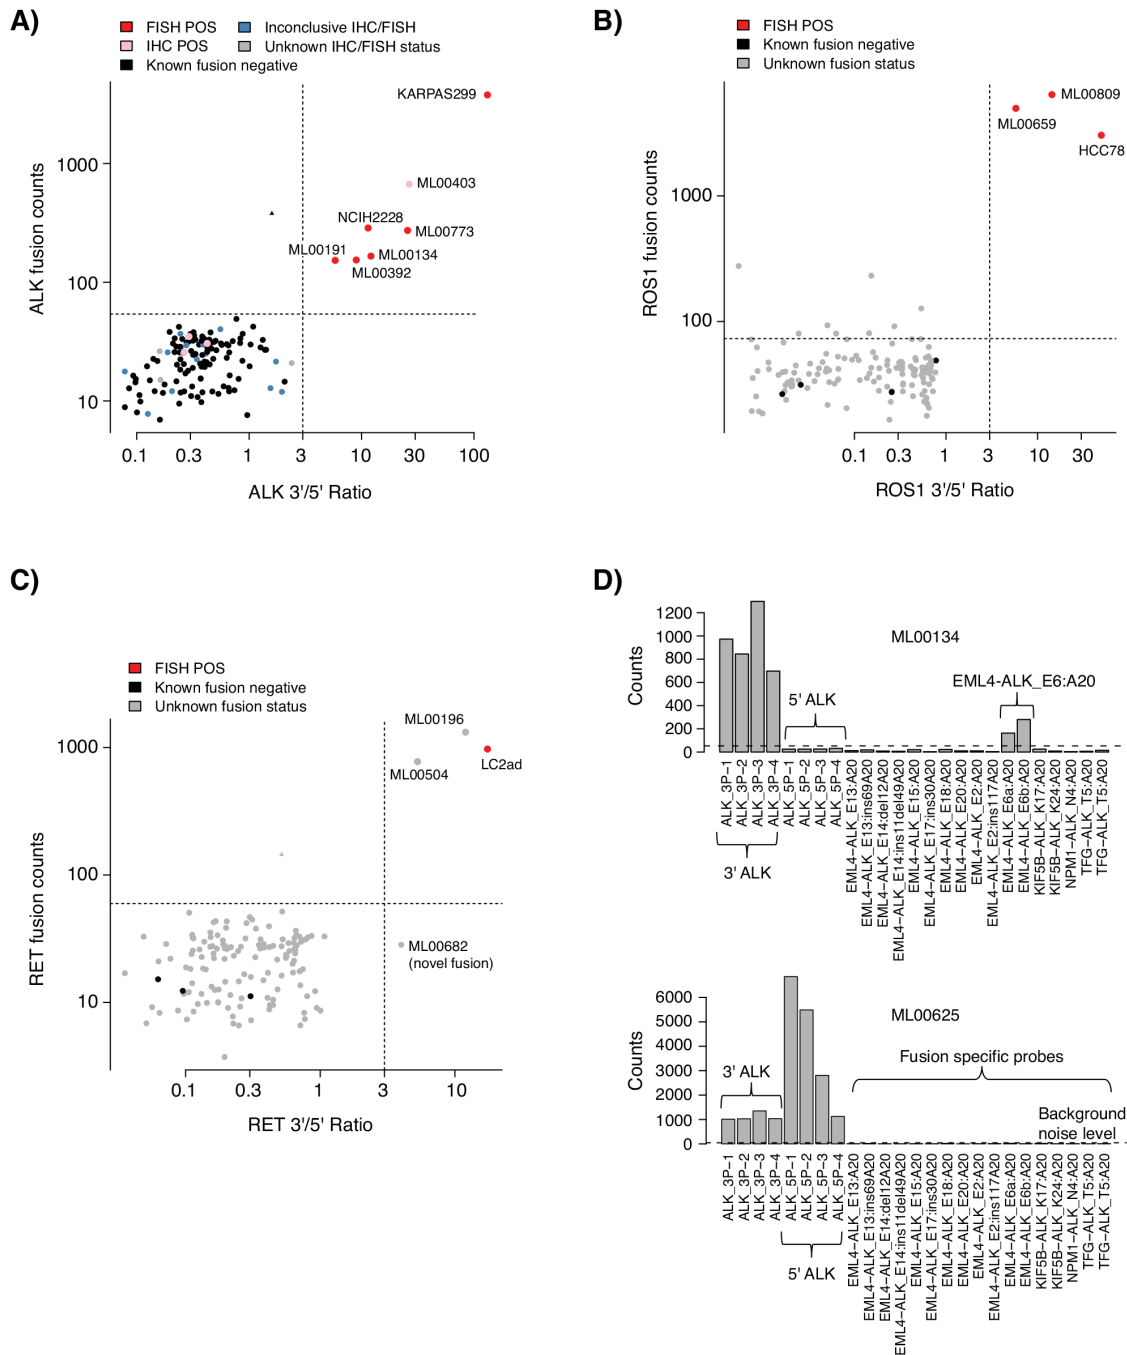 A)
FISH POS
Inconclusive IHC/FISH
IHC POS
Unknown IHC/FISH status
Known fusion negative
KARPAS299
1000
ML00403
NCIH2228
ML00773
ML00191
ML00134
ML00392
100
10
ALK fusion counts
0.1 0.3 1 3 10 30 100
ALK 3'/5' Ratio
B)
FISH POS
Known fusion negative
Unknown fusion status
ML00809
ML00659
HCC78
1000
100
ROS1 fusion counts
0.1 0.3 1 3 10 30
ROS1 3'/5' Ratio
C)
FISH POS
Known fusion negative
Unknown fusion status
ML00196
1000
LC2ad
ML00504
100
ML00682
(novel fusion)
10
RET fusion counts
0.1 0.3 1 3 10
RET 3'/5' Ratio
D)
Counts
1200
1000
800
600
400
200
0
ML00134
EML4-ALK_E6:A20
5' ALK
ALK_3P−1
ALK_3P−2
ALK_3P−3
ALK_3P−4
ALK_5P−1
ALK_5P−2
ALK_5P−3
ALK_5P−4
EML4−ALK_E13:A20
EML4−ALK_E13:ins69A20
EML4−ALK_E14:del12A20
EML4−ALK_E14:ins11del49A20
EML4−ALK_E15:A20
EML4−ALK_E17:ins30A20
EML4−ALK_E18:A20
EML4−ALK_E20:A20
EML4−ALK_E2:A20
EML4−ALK_E2:ins117A20
EML4−ALK_E6a:A20
EML4−ALK_E6b:A20
KIF5B−ALK_K17:A20
KIF5B−ALK_K24:A20
NPM1−ALK_N4:A20
TFG−ALK_T5:A20
TFG−ALK_T5:A20
3' ALK
Counts
6000
5000
4000
3000
2000
1000
0
ML00625
Fusion specific probes
3' ALK
Background
noise level
ALK_3P−1
ALK_3P−2
ALK_3P−3
ALK_3P−4
ALK_5P−1
ALK_5P−2
ALK_5P−3
ALK_5P−4
EML4−ALK_E13:A20
EML4−ALK_E13:ins69A20
EML4−ALK_E14:del12A20
EML4−ALK_E14:ins11del49A20
EML4−ALK_E15:A20
EML4−ALK_E17:ins30A20
EML4−ALK_E18:A20
EML4−ALK_E20:A20
EML4−ALK_E2:A20
EML4−ALK_E2:ins117A20
EML4−ALK_E6a:A20
EML4−ALK_E6b:A20
KIF5B−ALK_K17:A20
KIF5B−ALK_K24:A20
NPM1−ALK_N4:A20
TFG−ALK_T5:A20
TFG−ALK_T5:A20
5' ALK